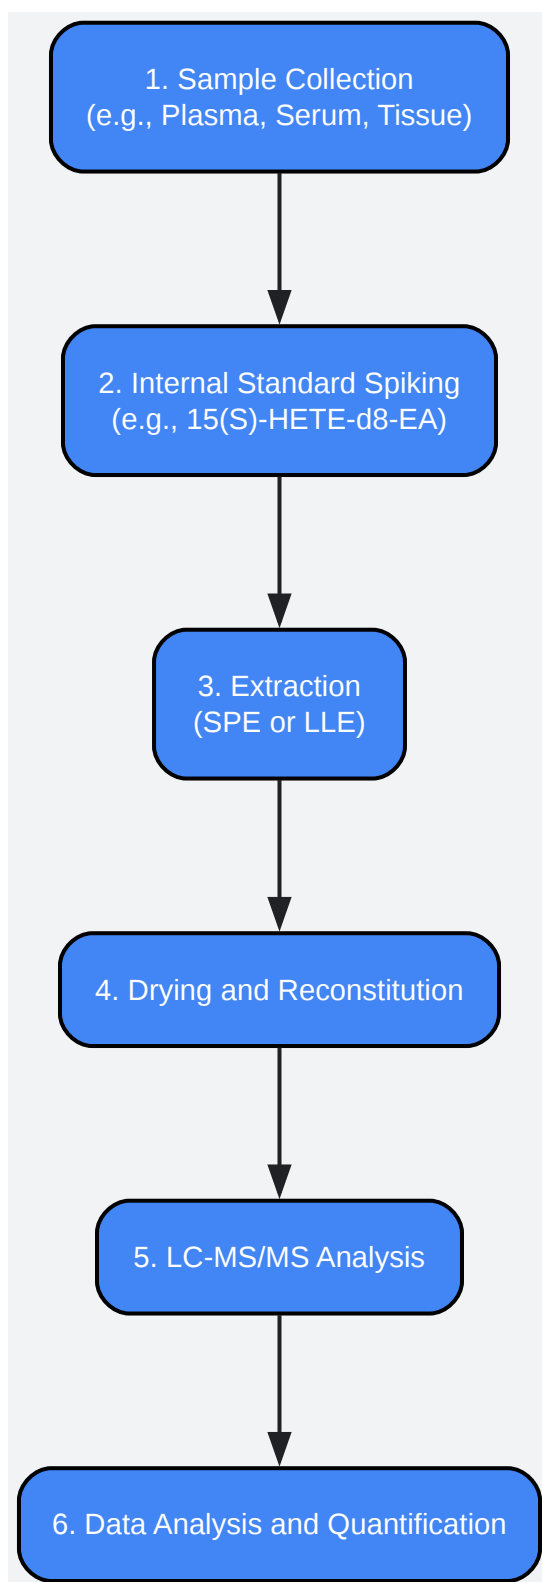 1. Sample Collection
(e.g., Plasma, Serum, Tissue)
2. Internal Standard Spiking
(e.g., 15(S)-HETE-d8-EA)
3. Extraction
(SPE or LLE)
4. Drying and Reconstitution
5. LC-MS/MS Analysis
6. Data Analysis and Quantification